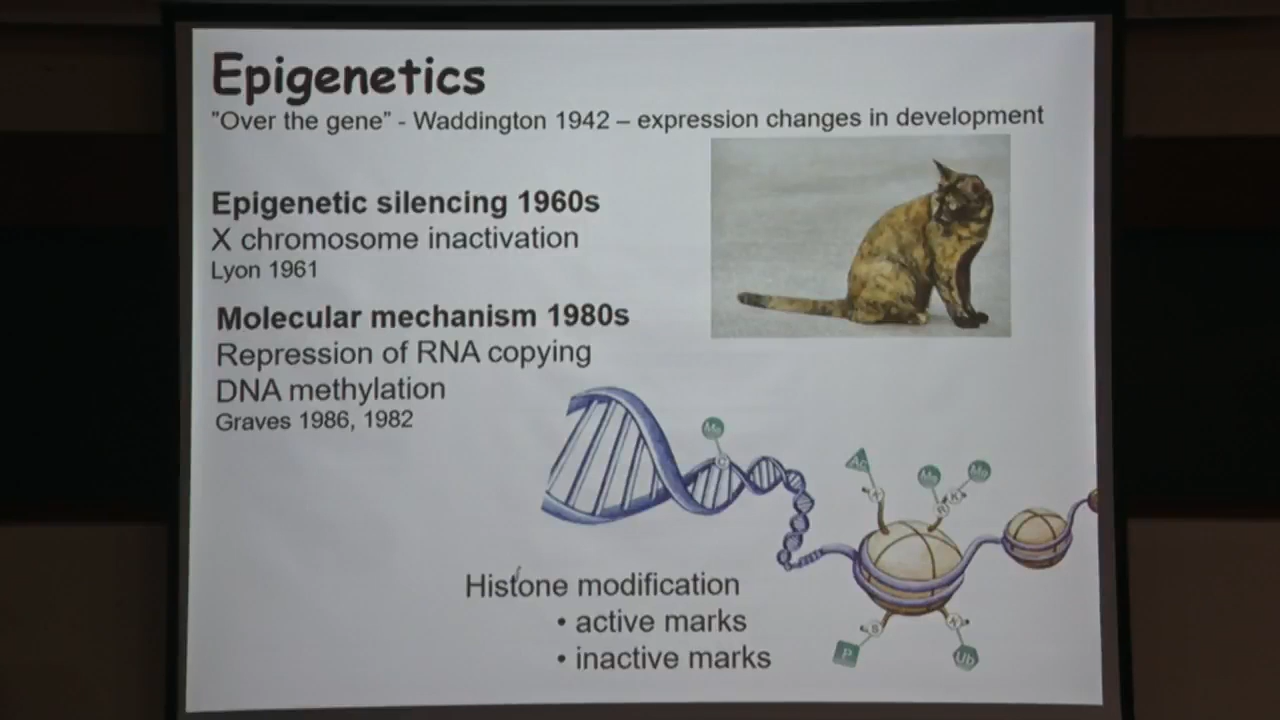 Epigenetics
"Over the gene" - Waddington 1942 – expression changes in development
Epigenetic silencing 1960s
X chromosome inactivation
Lyon 1961
Molecular mechanism 1980s
Repression of RNA copying
DNA methylation
Graves 1986, 1982
Me
C
Ac
K
Me
Me
R
K
Histone modification
• active marks
• inactive marks
S
K
P
Ub